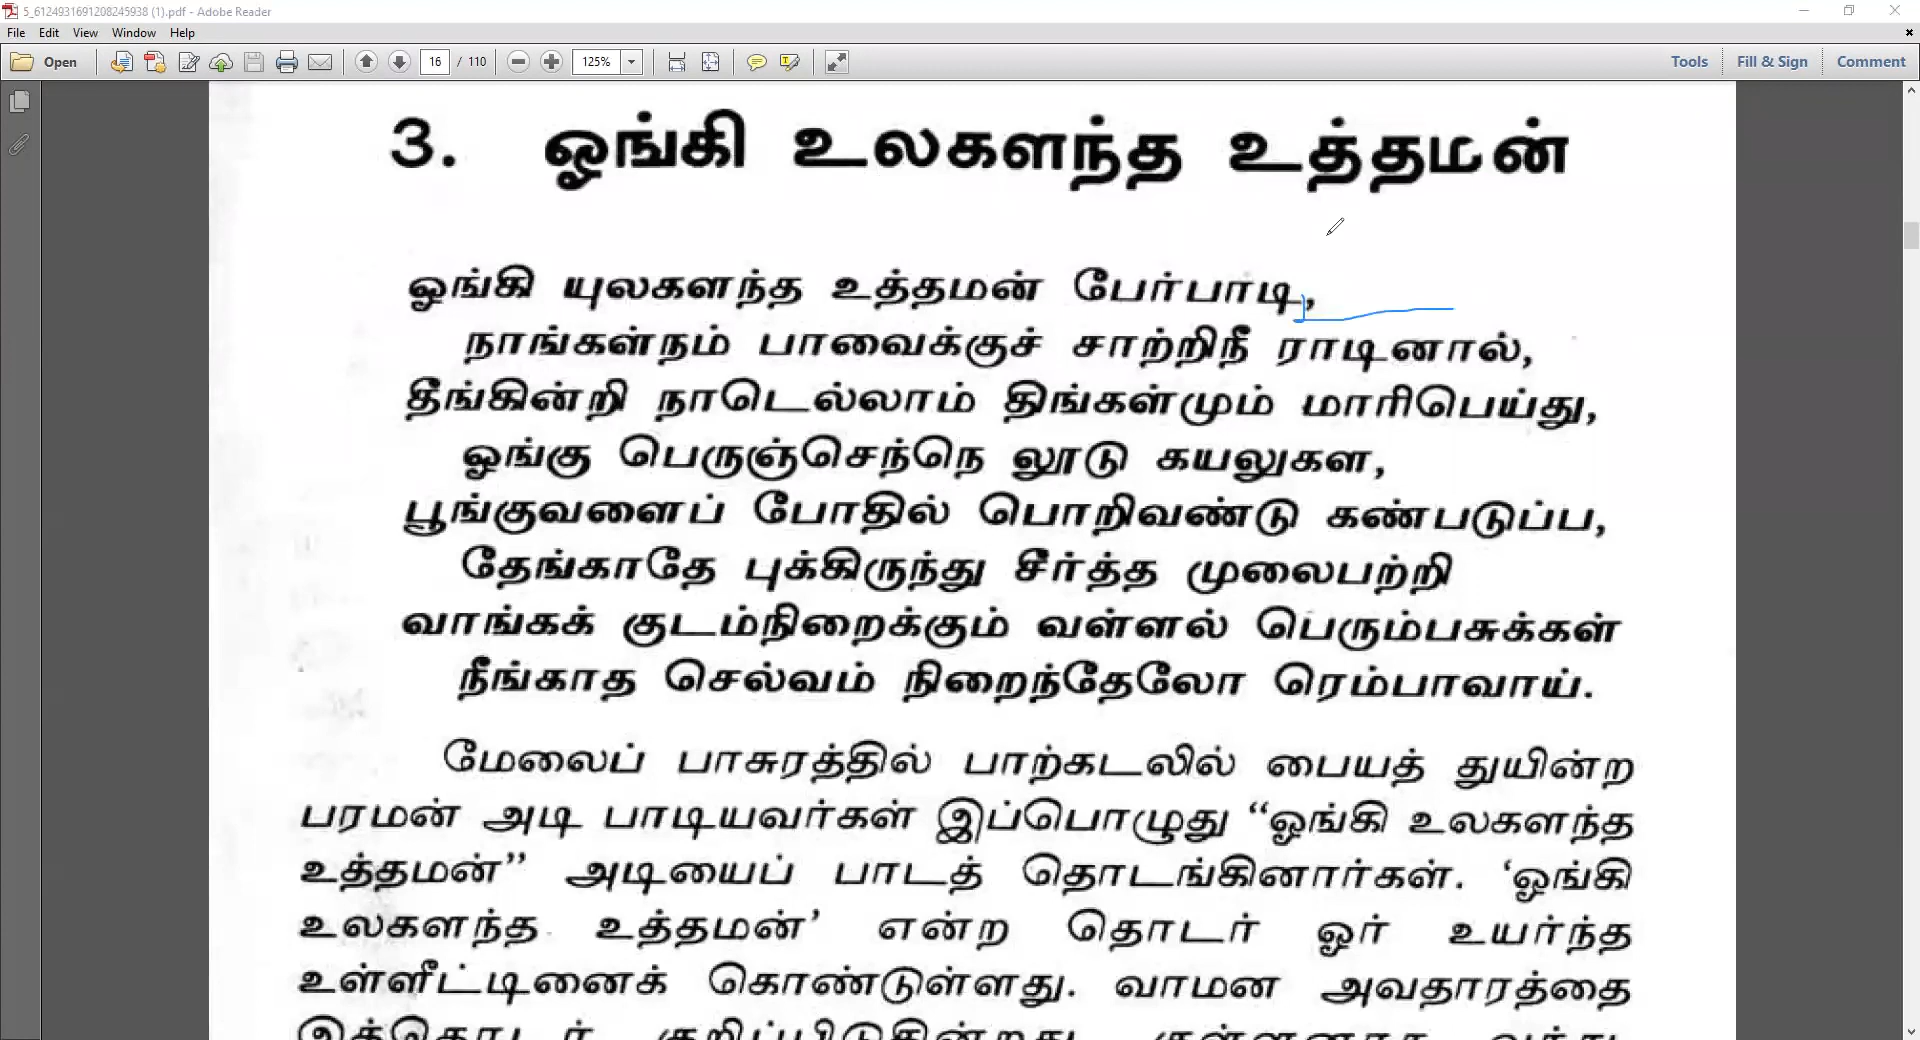 5_6124931691208245938 (1).pdf - Adobe Reader
File Edit View Window Help
Open 16 / 110 125% Tools Fill & Sign Comment
3. ஓங்கி உலகளந்த உத்தமன்
ஓங்கி யுலகளந்த உத்தமன் பேர்பாடி,
நாங்கள்நம் பாவைக்குச் சாற்றிநீ ராடினால்,
தீங்கின்றி நாடெல்லாம் திங்கள்மும் மாரிபெய்து,
ஓங்கு பெருஞ்செந்நெ லூடு கயலுகள,
பூங்குவளைப் போதில் பொறிவண்டு கண்படுப்ப,
தேங்காதே புக்கிருந்து சீர்த்த முலைபற்றி
வாங்கக் குடம்நிறைக்கும் வள்ளல் பெரும்பசுக்கள்
நீங்காத செல்வம் நிறைந்தேலோ ரெம்பாவாய்.
மேலைப் பாசுரத்தில் பாற்கடலில் பையத் துயின்ற
பரமன் அடி பாடியவர்கள் இப்பொழுது “ஓங்கி உலகளந்த
உத்தமன்” அடியைப் பாடத் தொடங்கினார்கள். ‘ஓங்கி
உலகளந்த உத்தமன்’ என்ற தொடர் ஓர் உயர்ந்த
உள்ளீட்டினைக் கொண்டுள்ளது. வாமன அவதாரத்தை
இத்தொடர் குறிப்பிடுகின்றது.